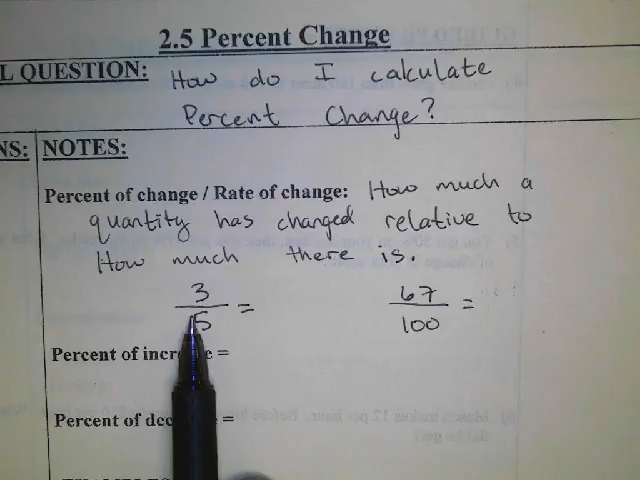 2.5 Percent Change
L QUESTION: How do I calculate
Percent Change?
NS: NOTES:
Percent of change / Rate of change: How much a
quantity has changed relative to
How much there is.
3/5 = 67/100 =
Percent of incr e =
Percent of dec =